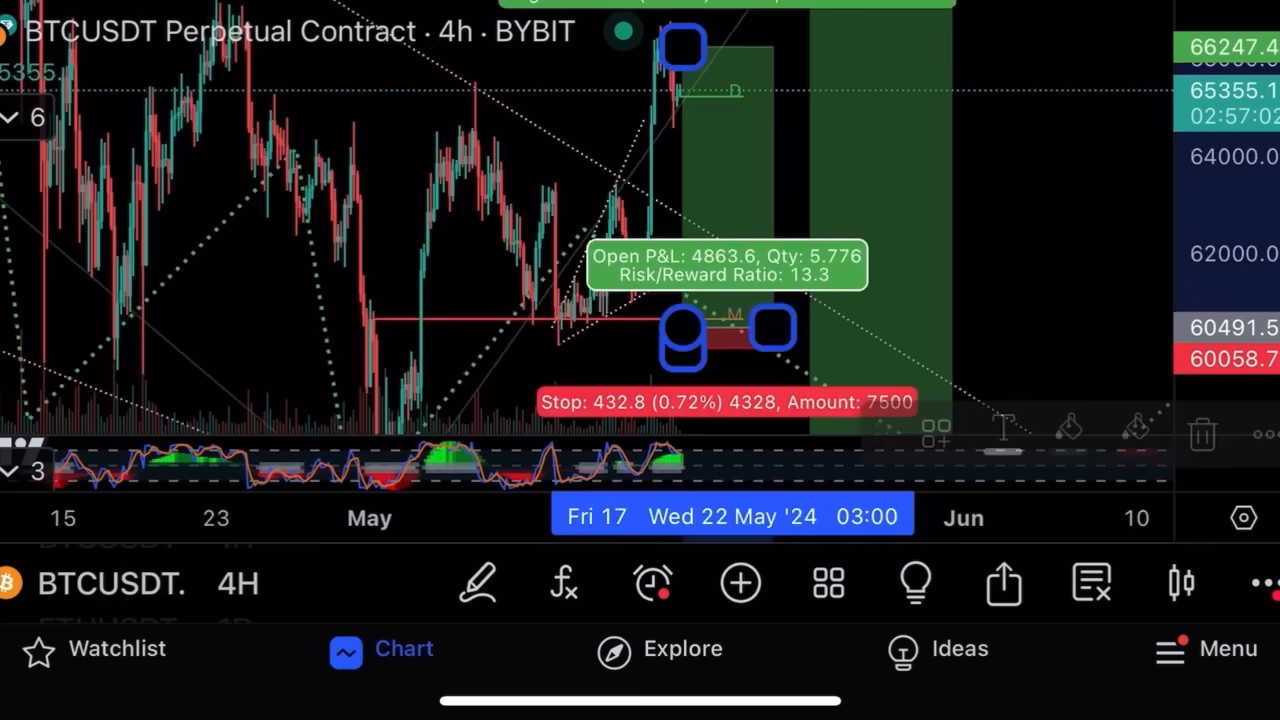 BTCUSDT Perpetual Contract · 4h · BYBIT
66247.4
5355.
65355.1
02:57:02
D
6
64000.0
62000.0
Open P&L: 4863.6, Qty: 5.776
Risk/Reward Ratio: 13.3
M
60491.5
60058.7
Stop: 432.8 (0.72%) 4328, Amount: 7500
3
15
23
May
Fri 17 Wed 22 May '24 03:00
Jun
10
BTCUSDT. 4H
Watchlist
Chart
Explore
Ideas
Menu